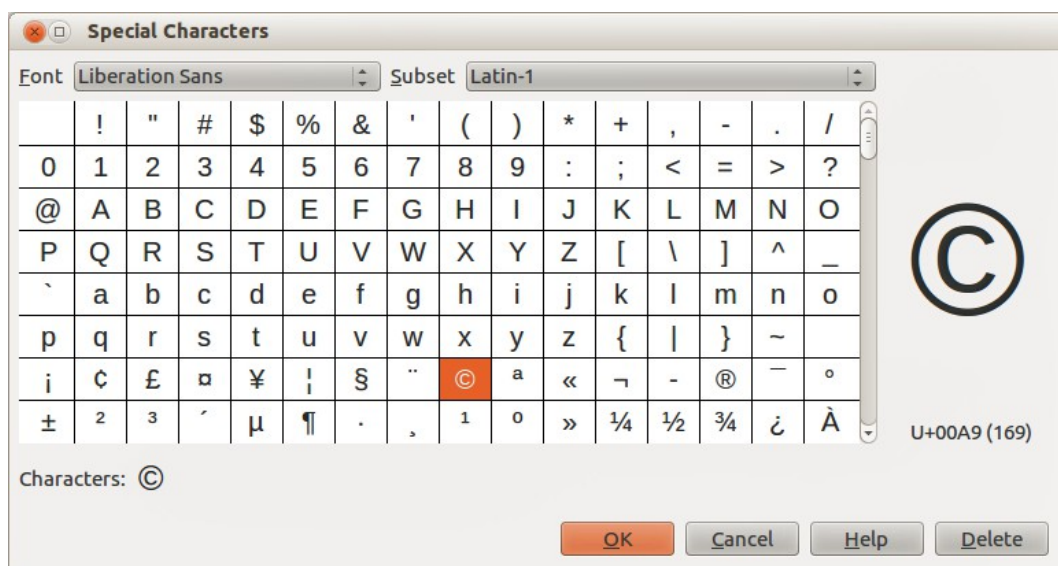 Special Characters
Font Liberation Sans Subset Latin-1
! " # $ % & ' ( ) * + , - . /
0 1 2 3 4 5 6 7 8 9 : ; < = > ?
@ A B C D E F G H I J K L M N O
P Q R S T U V W X Y Z [ \ ] ^ _
` a b c d e f g h i j k l m n o
p q r s t u v w x y z { | } ~
¡ ¢ £ ¤ ¥ ¦ § ¨ © ª « ¬ - ® ¯ °
± ² ³ ´ µ ¶ · ¸ ¹ º » ¼ ½ ¾ ¿ À
©
U+00A9 (169)
Characters: ©
OK Cancel Help Delete